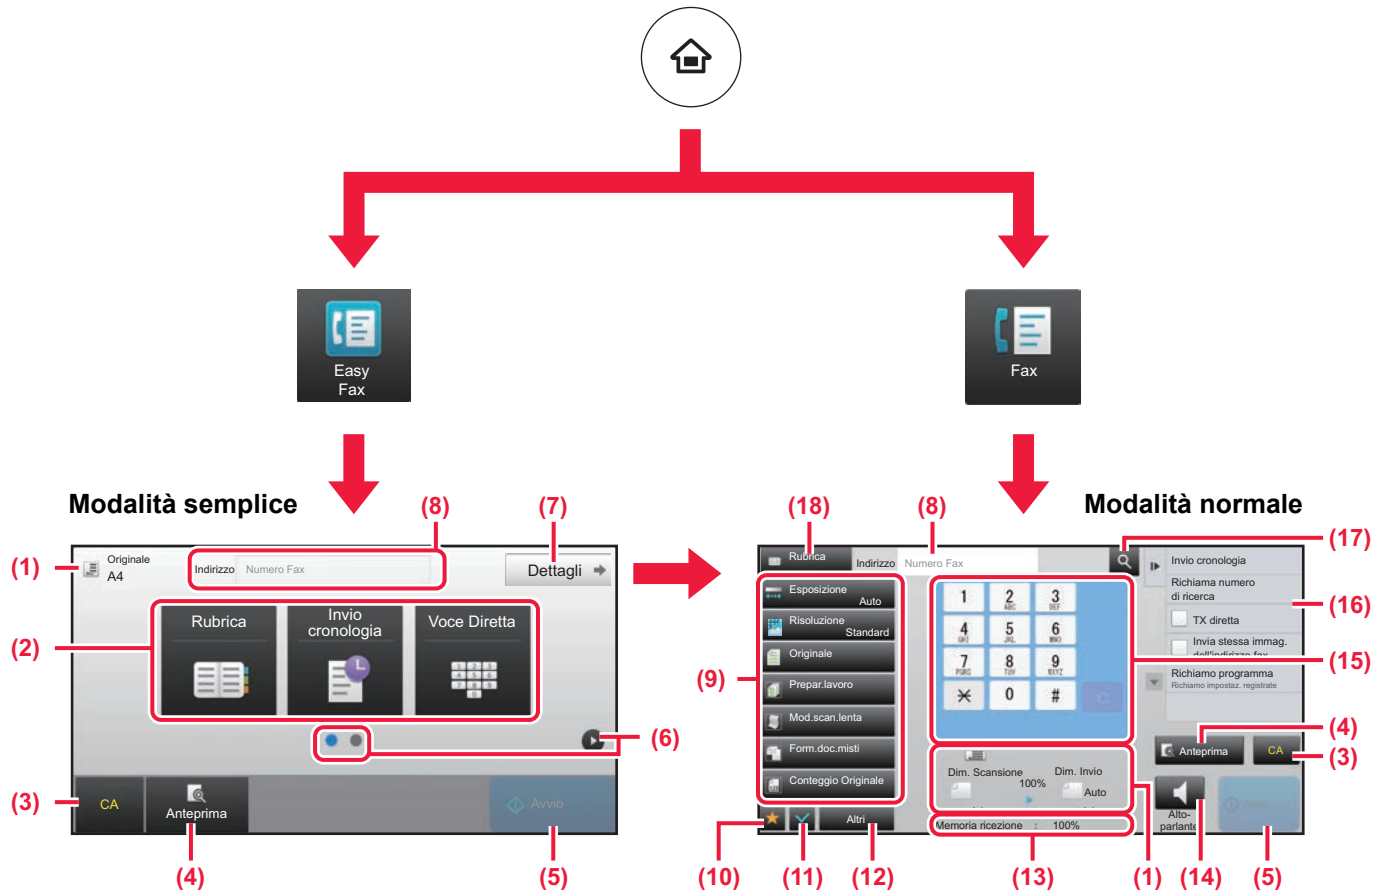 Easy
Fax
Fax
Modalità semplice
Modalità normale
(8)
(7)
(18)
(8)
(17)
(1)
Originale
A4
Indirizzo
Numero Fax
Dettagli
(2)
Rubrica
Invio
cronologia
Voce Diretta
(6)
(3)
CA
Anteprima
Avvio
(4)
(5)
Rubrica
Indirizzo
Numero Fax
Invio cronologia
Richiama numero
di ricerca
(16)
TX diretta
Invia stessa immag.
dell'indirizzo fax
(15)
Richiamo programma
Richiamo impostaz. registrate
(9)
Esposizione
Auto
Risoluzione
Standard
Originale
Prepar.lavoro
Mod.scan.lenta
Form.doc.misti
Conteggio Originale
1
2
ABC
3
DEF
4
GHI
5
JKL
6
MNO
7
PQRS
8
TUV
9
WXYZ
0
#
C
(4)
Anteprima
CA
(3)
Dim. Scansione
100%
Dim. Invio
Auto
Altri
Memoria ricezione : 100%
Alto-
parlante
Avvio
(10)
(11)
(12)
(13)
(1)
(14)
(5)